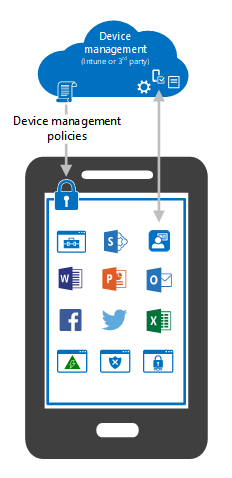 Device
management
(Intune or 3rd party)
Device management
policies
S
W
P
O
f
X